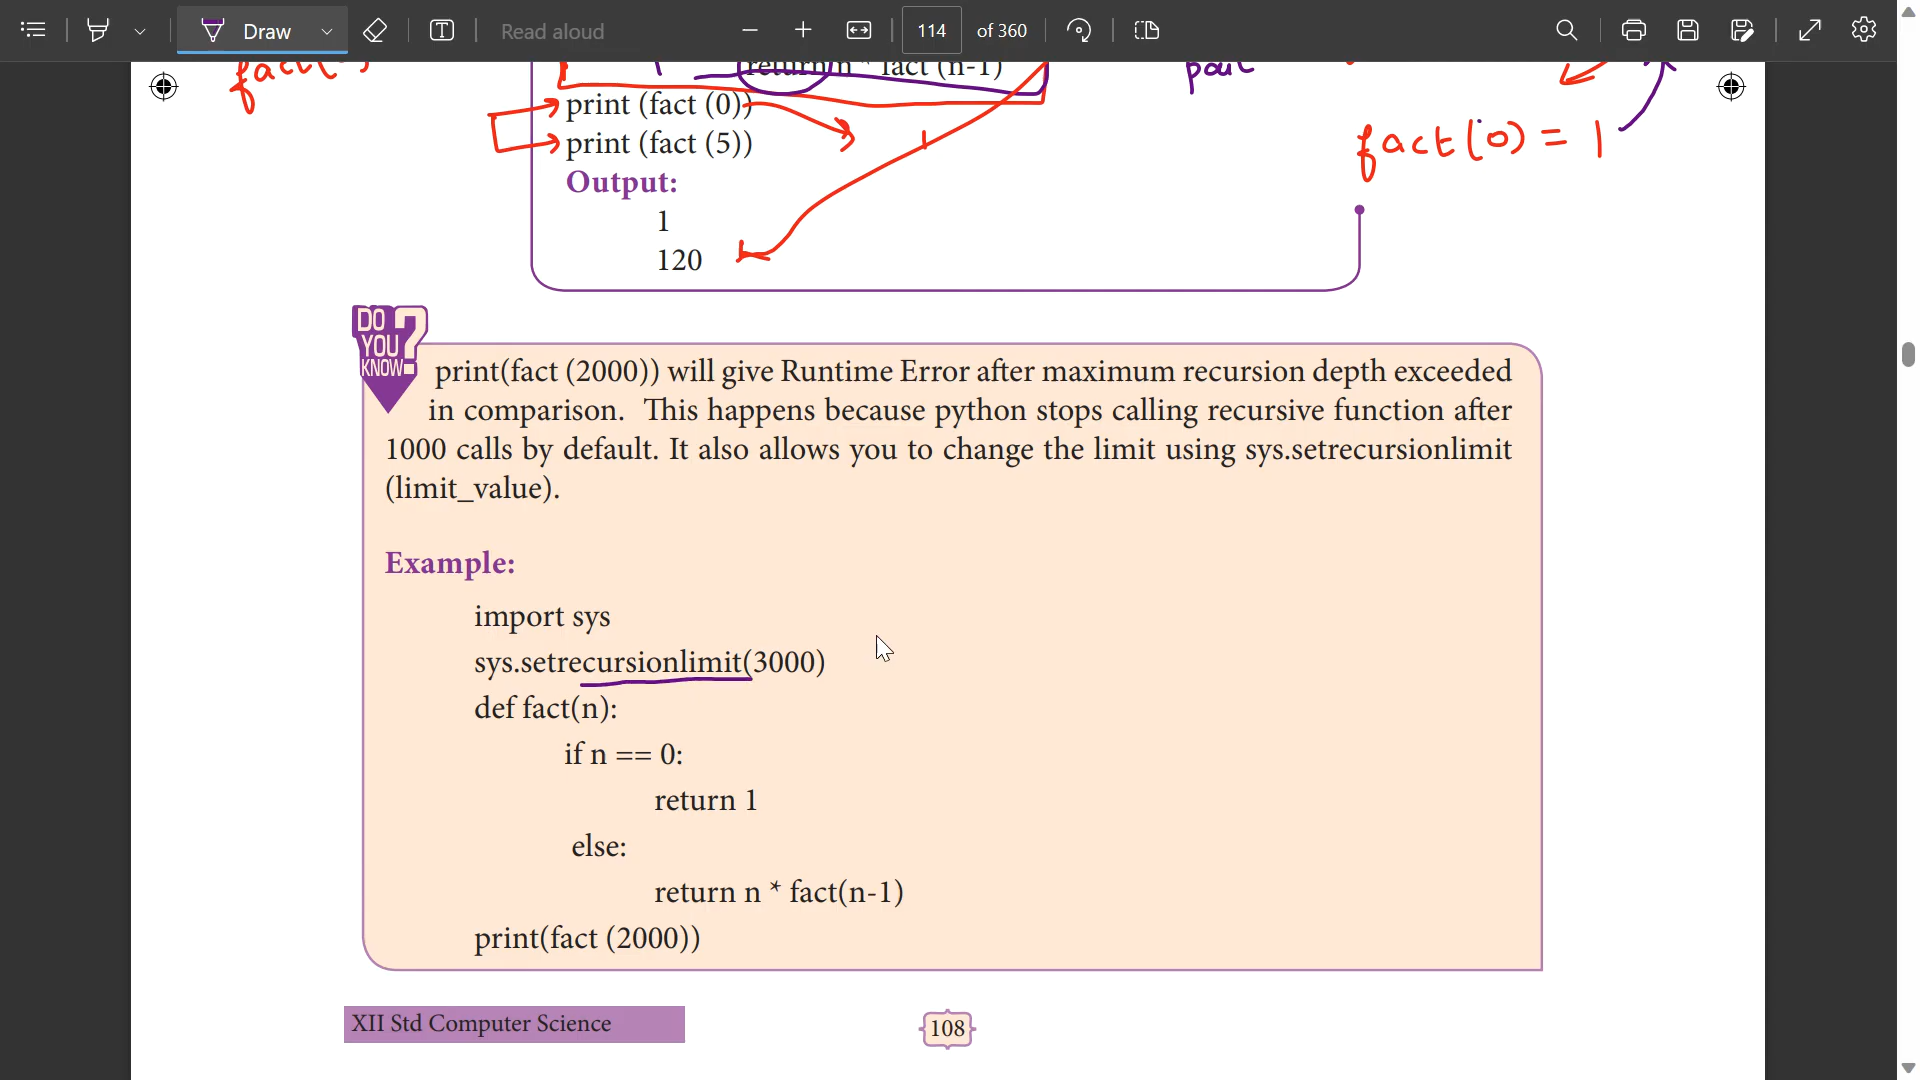 Draw
Read aloud
114 of 360
return n * fact (n-1)
print (fact (0))
print (fact (5))
fact(0) = 1
1
Output:
1
120
DO YOU KNOW?
print(fact (2000)) will give Runtime Error after maximum recursion depth exceeded
in comparison. This happens because python stops calling recursive function after
1000 calls by default. It also allows you to change the limit using sys.setrecursionlimit
(limit_value).
Example:
import sys
sys.setrecursionlimit(3000)
def fact(n):
if n == 0:
return 1
else:
return n * fact(n-1)
print(fact (2000))
XII Std Computer Science
108